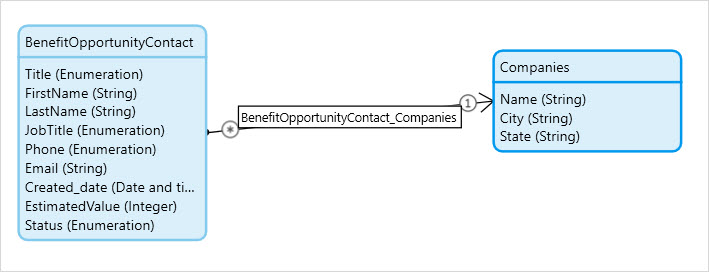 BenefitOpportunityContact
Title (Enumeration)
FirstName (String)
LastName (String)
JobTitle (Enumeration)
Phone (Enumeration)
Email (String)
Created_date (Date and ti...
EstimatedValue (Integer)
Status (Enumeration)
*
BenefitOpportunityContact_Companies
1
Companies
Name (String)
City (String)
State (String)